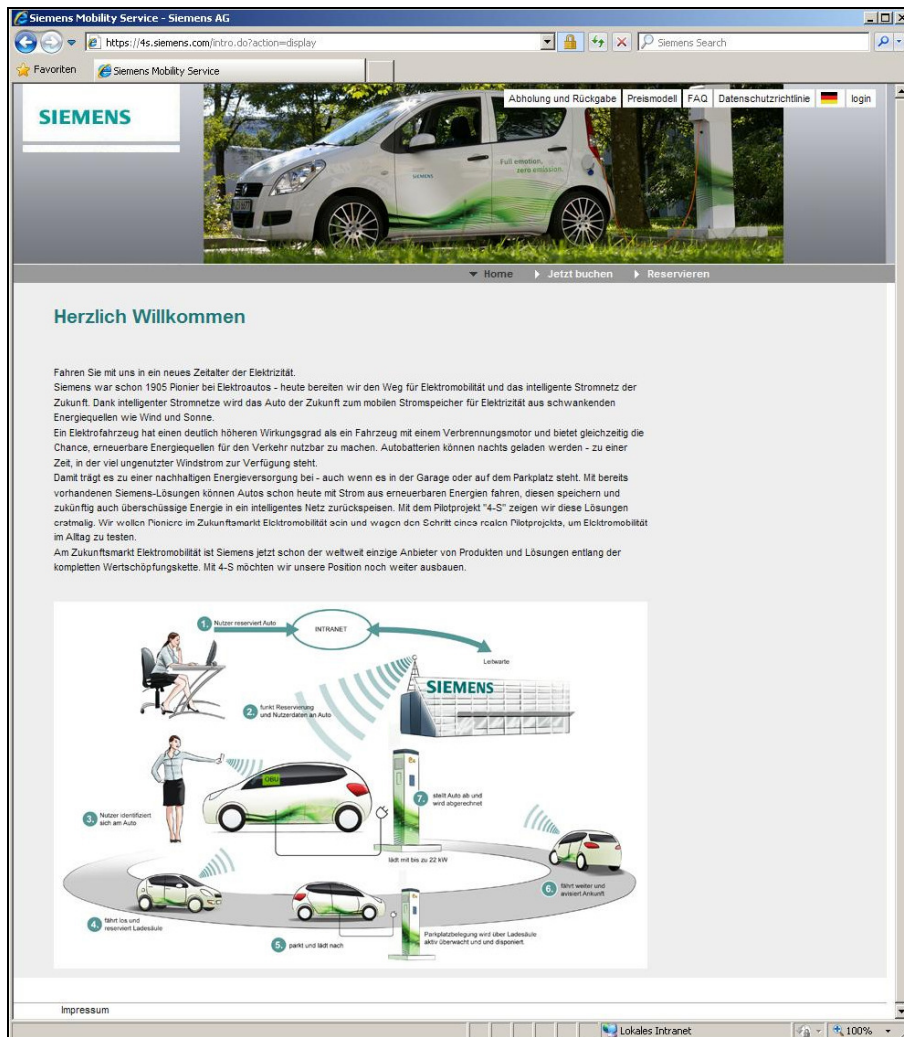 Siemens Mobility Service - Siemens AG
https://4s.siemens.com/intro.do?action=display
Siemens Search
Favoriten
Siemens Mobility Service
SIEMENS
Abholung und Rückgabe
Preismodell
FAQ
Datenschutzrichtlinie
login
Full emotion,
zero emission.
SIEMENS
Home
Jetzt buchen
Reservieren
Herzlich Willkommen
Fahren Sie mit uns in ein neues Zeitalter der Elektrizität.
Siemens war schon 1905 Pionier bei Elektroautos - heute bereiten wir den Weg für Elektromobilität und das intelligente Stromnetz der
Zukunft. Dank intelligenter Stromnetze wird das Auto der Zukunft zum mobilen Stromspeicher für Elektrizität aus schwankenden
Energiequellen wie Wind und Sonne.
Ein Elektrofahrzeug hat einen deutlich höheren Wirkungsgrad als ein Fahrzeug mit einem Verbrennungsmotor und bietet gleichzeitig die
Chance, erneuerbare Energiequellen für den Verkehr nutzbar zu machen. Autobatterien können nachts geladen werden - zu einer
Zeit, in der viel ungenutzter Windstrom zur Verfügung steht.
Damit trägt es zu einer nachhaltigen Energieversorgung bei - auch wenn es in der Garage oder auf dem Parkplatz steht. Mit bereits
vorhandenen Siemens-Lösungen können Autos schon heute mit Strom aus erneuerbaren Energien fahren, diesen speichern und
zukünftig auch überschüssige Energie in ein intelligentes Netz zurückspeisen. Mit dem Pilotprojekt "4-S" zeigen wir diese Lösungen
erstmalig. Wir wollen Pioniere im Zukunftsmarkt Elektromobilität sein und wagen den Schritt eines realen Pilotprojekts, um Elektromobilität
im Alltag zu testen.
Am Zukunftsmarkt Elektromobilität ist Siemens jetzt schon der weltweit einzige Anbieter von Produkten und Lösungen entlang der
kompletten Wertschöpfungskette. Mit 4-S möchten wir unsere Position noch weiter ausbauen.
1. Nutzer reserviert Auto
INTRANET
Leitwarte
SIEMENS
2. funkt Reservierung
und Nutzerdaten an Auto
OBU
3. Nutzer identifiziert
sich am Auto
7. stellt Auto ab und
wird abgerechnet
lädt mit bis zu 22 kW
4. fährt los und
reserviert Ladesäule
5. parkt und lädt nach
Parkplatzbelegung wird über Ladesäule
aktiv überwacht und und disponiert.
6. fährt weiter und
avisiert Ankunft
Impressum
Lokales Intranet
100%